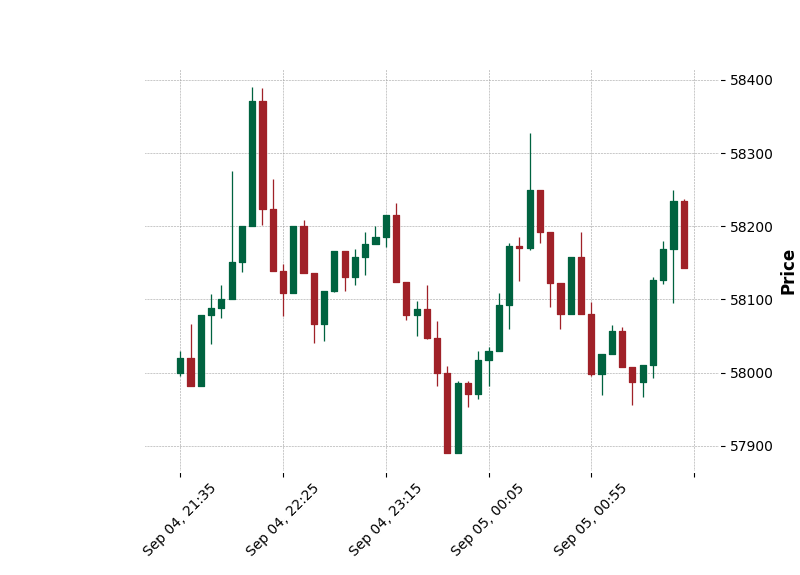 58400
58300
58200
58100
58000
57900
Price
Sep 04, 21:35
Sep 04, 22:25
Sep 04, 23:15
Sep 05, 00:05
Sep 05, 00:55